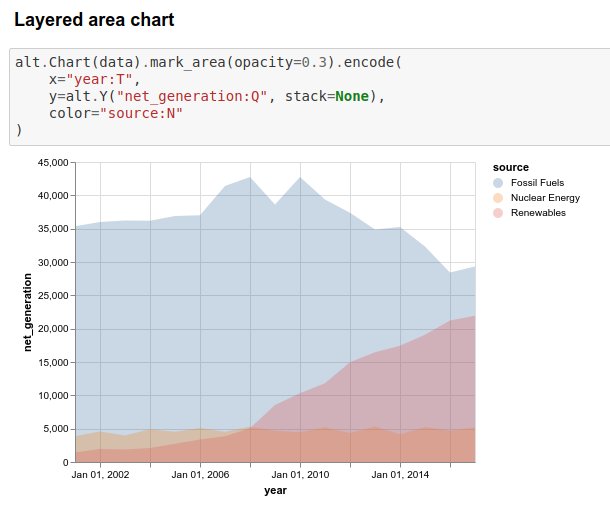 Layered area chart
alt.Chart(data).mark_area(opacity=0.3).encode(
    x="year:T",
    y=alt.Y("net_generation:Q", stack=None),
    color="source:N"
)
45,000
40,000
35,000
30,000
25,000
20,000
15,000
10,000
5,000
0
net_generation
Jan 01, 2002
Jan 01, 2006
Jan 01, 2010
Jan 01, 2014
year
source
Fossil Fuels
Nuclear Energy
Renewables